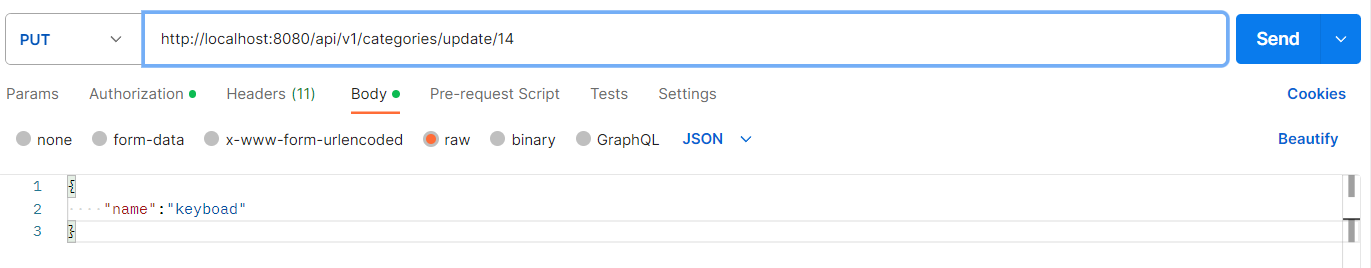 PUT http://localhost:8080/api/v1/categories/update/14 Send
Params Authorization Headers (11) Body Pre-request Script Tests Settings Cookies
none form-data x-www-form-urlencoded raw binary GraphQL JSON Beautify
1 {
2 "name":"keyboad"
3 }